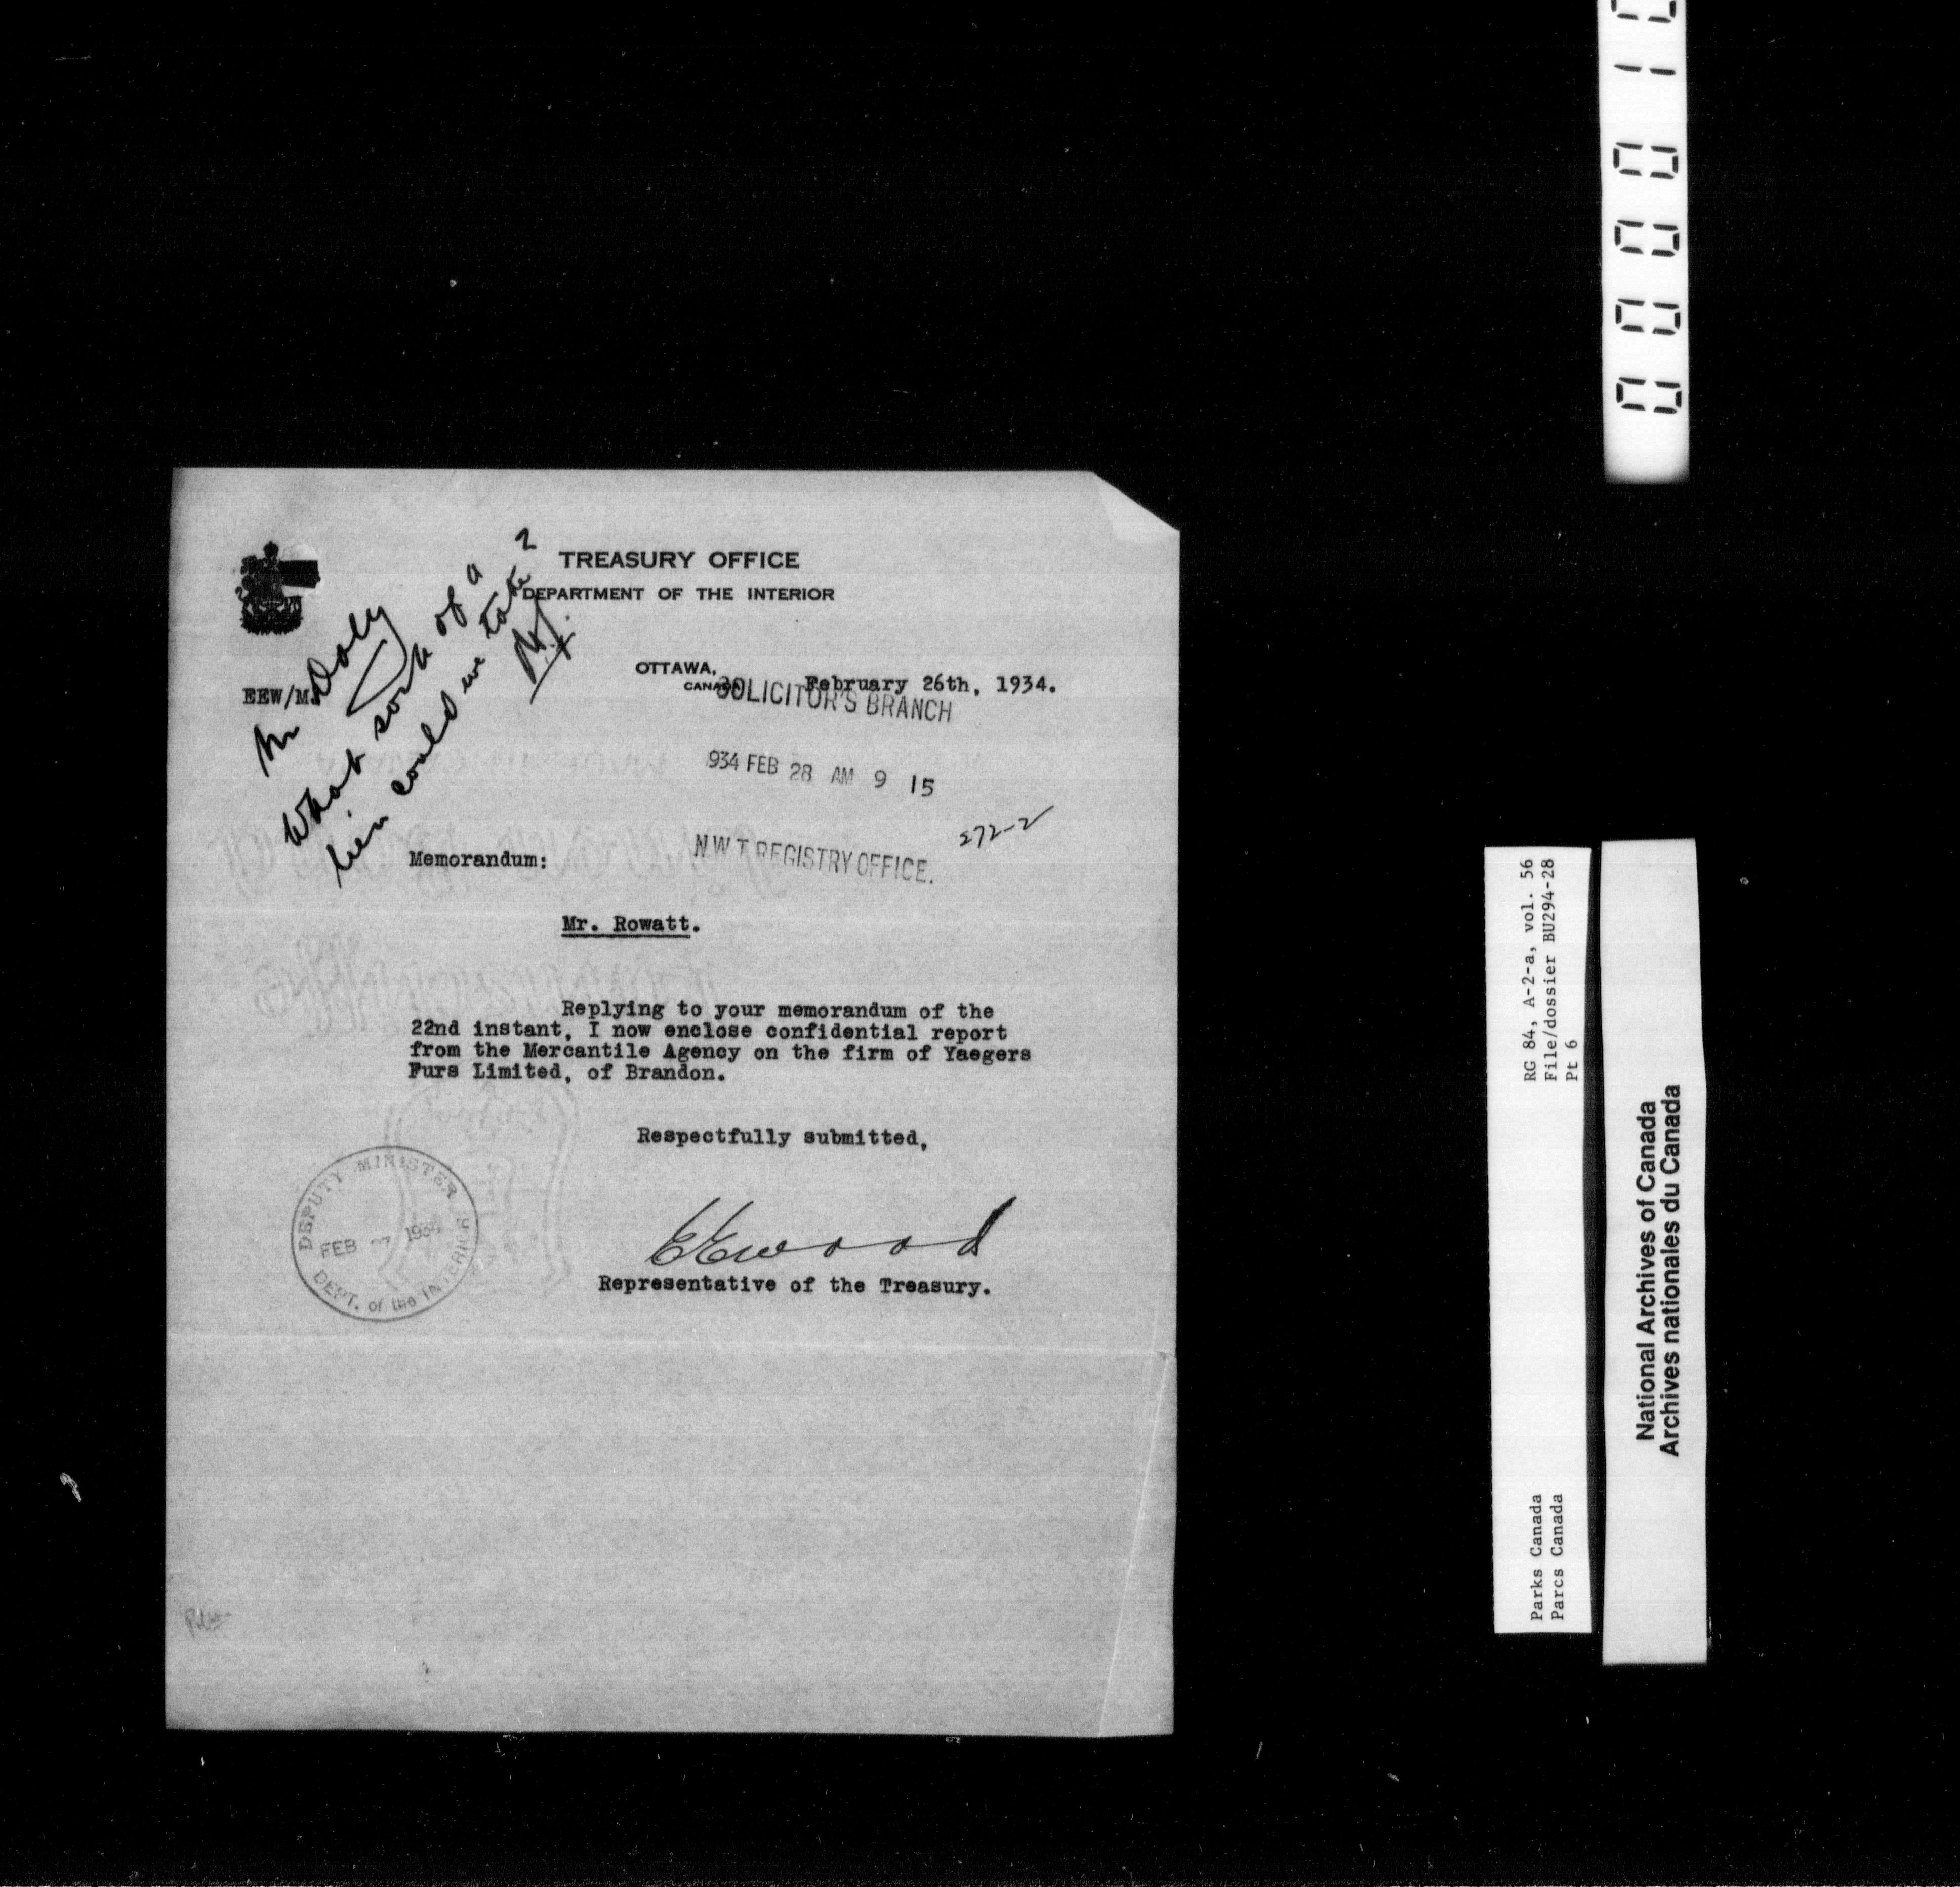 TREASURY OFFICE
DEPARTMENT OF THE INTERIOR
Mr Daly
What sort of a
lien could we take?
OTTAWA,
CANADA
February 26th, 1934.
EEW/M
SOLICITOR'S BRANCH
934 FEB 28 AM 9 15
272-2
N.W.T. REGISTRY OFFICE.
Memorandum:
Mr. Rowatt.
Replying to your memorandum of the
22nd instant, I now enclose confidential report
from the Mercantile Agency on the firm of Yaegers
Furs Limited, of Brandon.
Respectfully submitted,
EEWood
Representative of the Treasury.
DEPUTY MINISTER
FEB 27 1934
DEPT. of the INTERIOR
RG 84, A-2-a, vol. 56
File/dossier BU294-28
Pt 6
Parks Canada
Parcs Canada
National Archives of Canada
Archives nationales du Canada